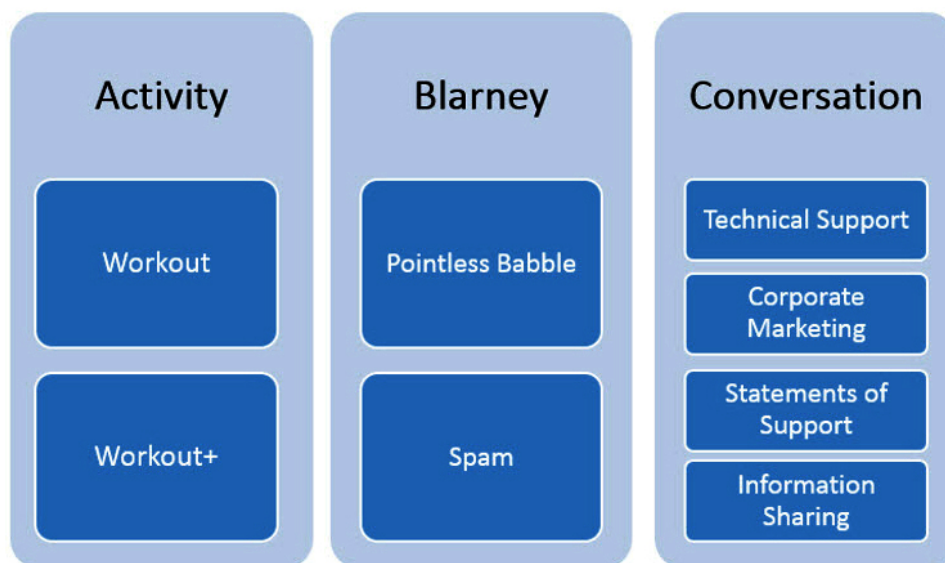 Activity
Workout
Workout+
Blarney
Pointless Babble
Spam
Conversation
Technical Support
Corporate
Marketing
Statements of
Support
Information
Sharing